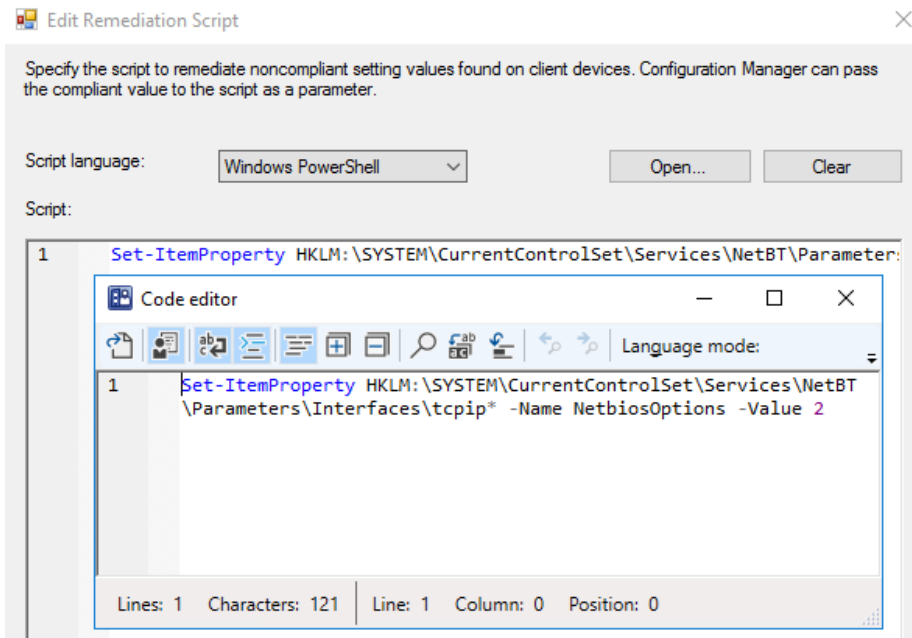 Edit Remediation Script
Specify the script to remediate noncompliant setting values found on client devices. Configuration Manager can pass
the compliant value to the script as a parameter.
Script language:
Windows PowerShell
Open...
Clear
Script:
1 Set-ItemProperty HKLM:\SYSTEM\CurrentControlSet\Services\NetBT\Parameter
Code editor
Language mode:
1 Set-ItemProperty HKLM:\SYSTEM\CurrentControlSet\Services\NetBT
\Parameters\Interfaces\tcpip* -Name NetbiosOptions -Value 2
Lines: 1 Characters: 121 Line: 1 Column: 0 Position: 0